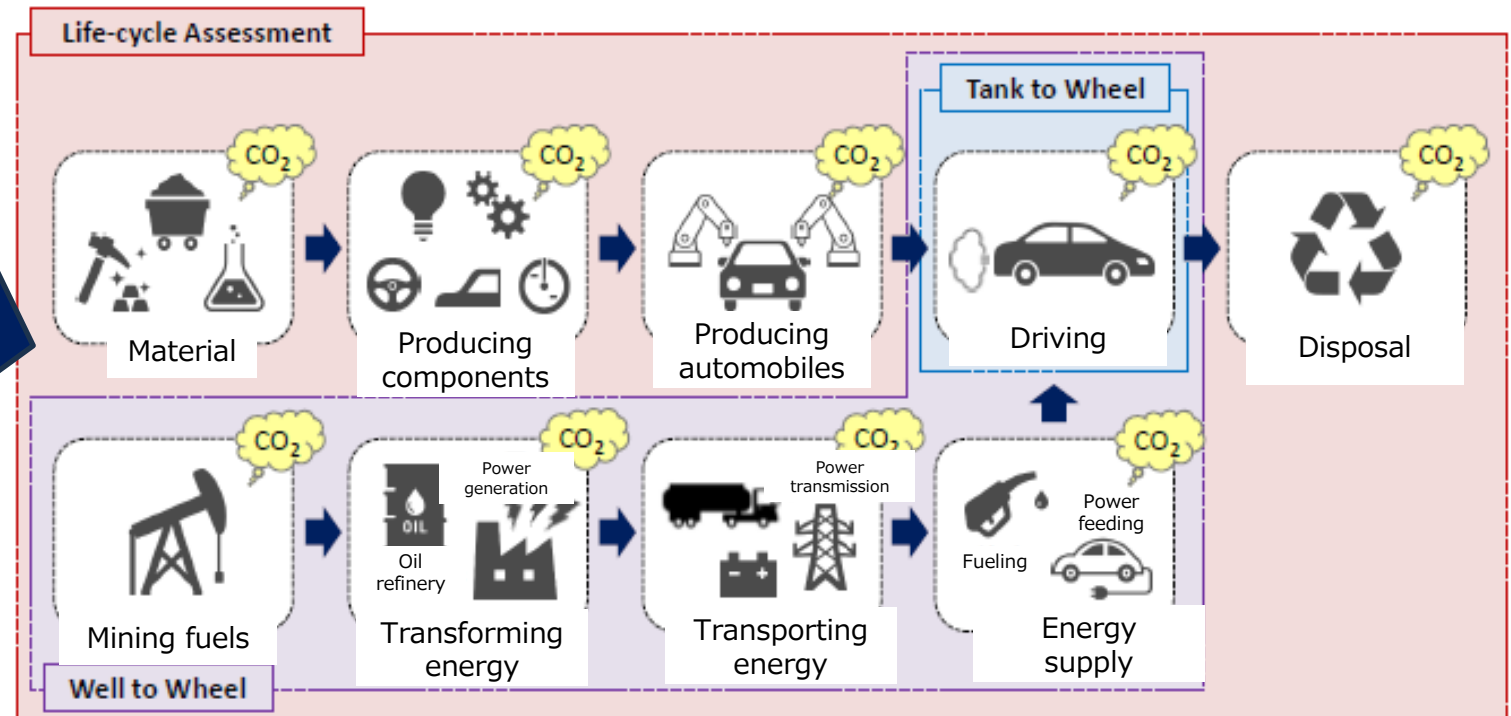 Life-cycle Assessment
Tank to Wheel
CO2
CO2
CO2
CO2
CO2
Material
Producing
components
Producing
automobiles
Driving
Disposal
CO2
CO2
CO2
CO2
Power
generation
OIL
Oil
refinery
Power
transmission
Power
feeding
Fueling
Mining fuels
Transforming
energy
Transporting
energy
Energy
supply
Well to Wheel